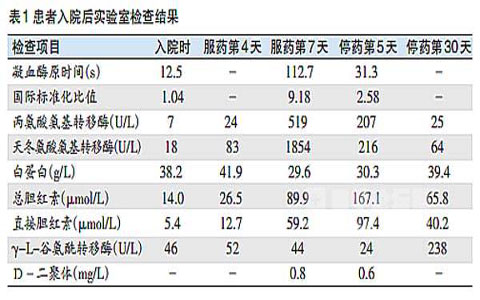 表1 患者入院后实验室检查结果
检查项目 入院时 服药第4天 服药第7天 停药第5天 停药第30天
凝血酶原时间(s) 12.5 – 112.7 31.3 –
国际标准化比值 1.04 – 9.18 2.58 –
丙氨酸氨基转移酶(U/L) 7 24 519 207 25
天冬氨酸氨基转移酶(U/L) 18 83 1854 216 64
白蛋白(g/L) 38.2 41.9 29.6 30.3 39.4
总胆红素(μmol/L) 14.0 26.5 89.9 167.1 65.8
直接胆红素(μmol/L) 5.4 12.7 59.2 97.4 40.2
γ-L-谷氨酰转移酶(U/L) 46 52 44 24 238
D-二聚体(mg/L) – – 0.8 0.6 –